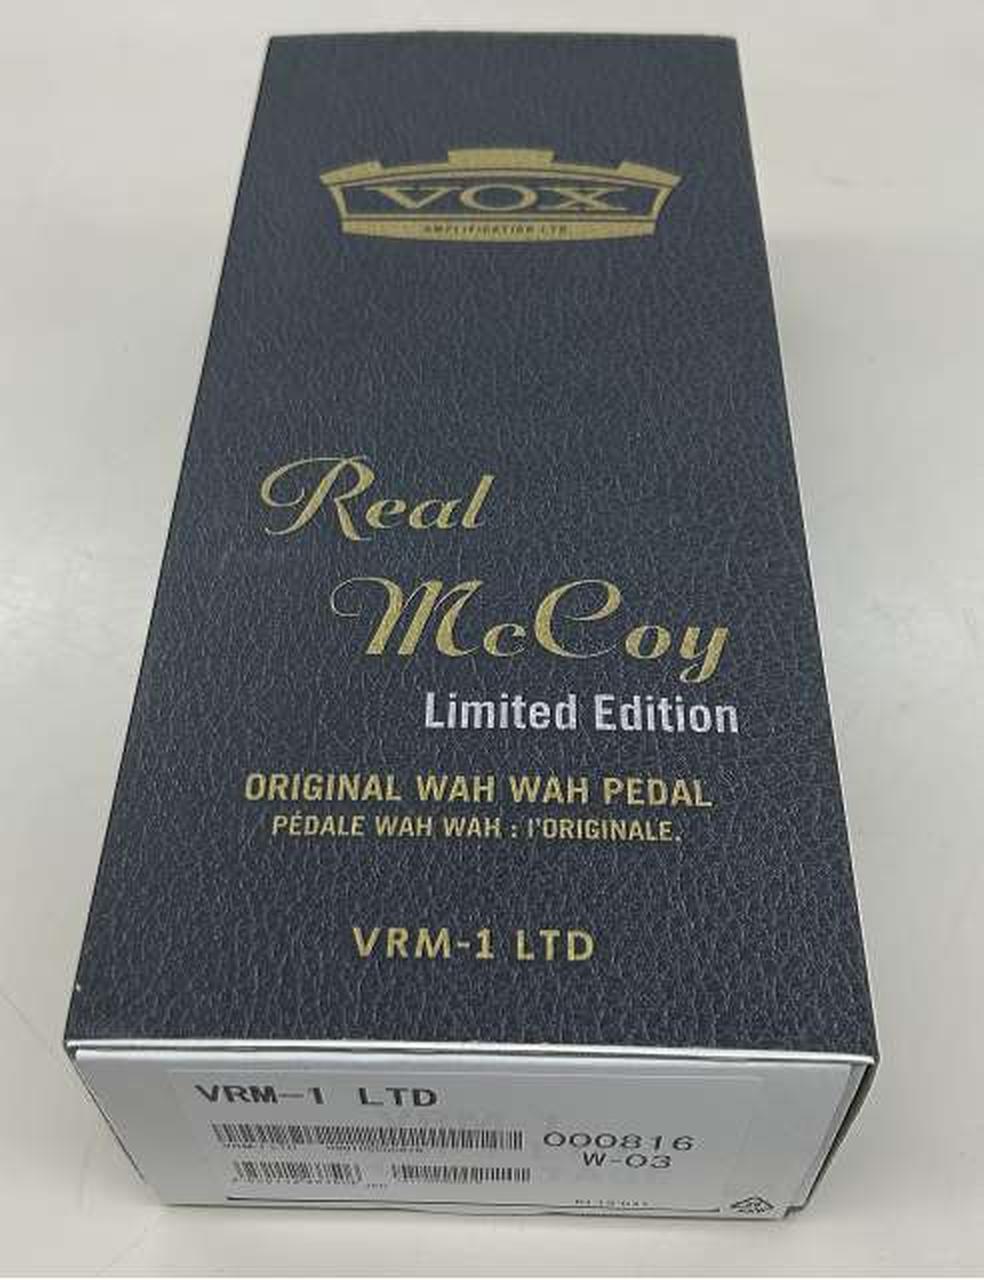 VOX
AMPLIFICATION LTD
Real
McCoy
Limited Edition
ORIGINAL WAH WAH PEDAL
PÉDALE WAH WAH : l'ORIGINALE.
VRM-1 LTD
VRM-1 LTD
000816
W-03